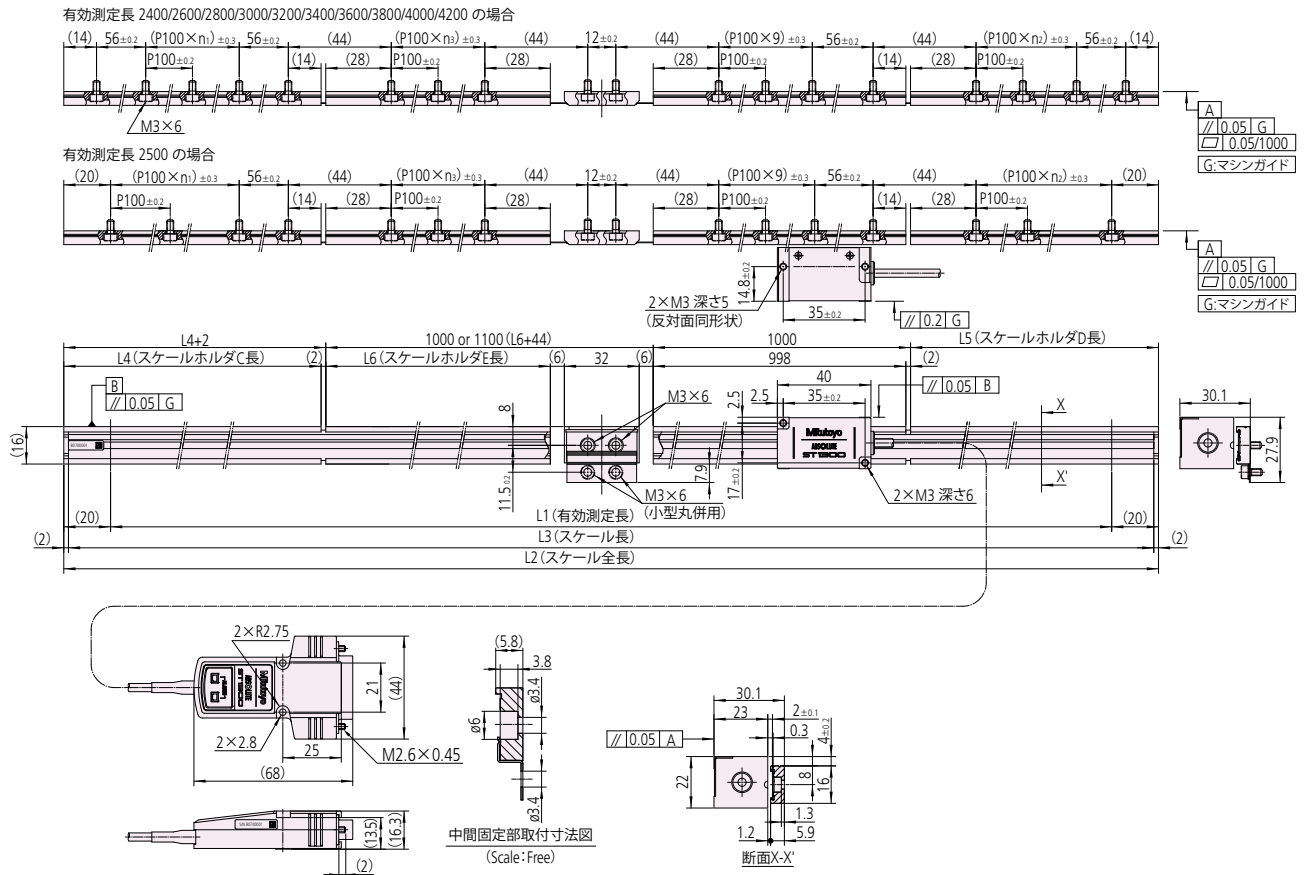 有効測定長 2400/2600/2800/3000/3200/3400/3600/3800/4000/4200 の場合
(14) 56±0.2 (P100×n1)±0.3 56±0.2 (44) (P100×n3)±0.3 (44) 12±0.2 (44) (P100×9)±0.3 56±0.2 (44) (P100×n2)±0.3 56±0.2 (14)
P100±0.2 (14) (28) P100±0.2 (28) (28) P100±0.2 (14) (28) P100±0.2
M3×6
A
// 0.05 G
0.05/1000
G:マシンガイド
有効測定長 2500 の場合
(20) (P100×n1)±0.3 56±0.2 (44) (P100×n3)±0.3 (44) 12±0.2 (44) (P100×9)±0.3 56±0.2 (44) (P100×n2)±0.3 (20)
P100±0.2 (14) (28) P100±0.2 (28) (28) P100±0.2 (14) (28) P100±0.2
A
// 0.05 G
0.05/1000
G:マシンガイド
14.8±0.2
2×M3 深さ5
(反対面同形状)
35±0.2
// 0.2 G
L4+2 1000 or 1100 (L6+44) 1000 L5(スケールホルダD長)
L4(スケールホルダC長) (2) L6(スケールホルダE長) (6) 32 (6) 998 (2)
B
// 0.05 G
8
M3×6
2.5
2.5
40
35±0.2
// 0.05 B
X
30.1
(16)
Mitutoyo
ABSOLUTE
ST1300
27.9
11.5 0.2
7.9
17±0.2
X'
M3×6
(小型丸併用)
2×M3 深さ6
(20) L1(有効測定長) (20)
(2) L3(スケール長) (2)
L2(スケール全長)
2×R2.75
Mitutoyo
ABSOLUTE
ST1300
21
(44)
2×2.8
25
M2.6×0.45
(68)
(13.5)
(16.3)
(2)
(5.8)
3.8
ø3.4
ø6
ø3.4
中間固定部取付寸法図
(Scale:Free)
30.1
23 2±0.1
0.3
4±0.2
// 0.05 A
22
8
16
1.3
1.2 5.9
断面X-X'